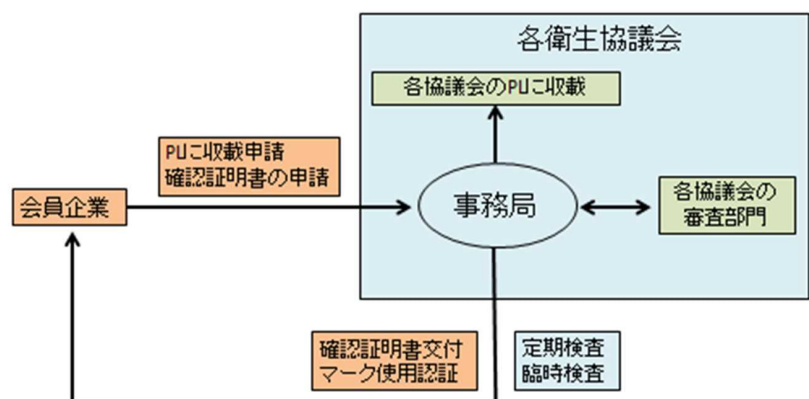 各衛生協議会
各協議会のPLに収載
PLに収載申請
確認証明書の申請
会員企業
事務局
各協議会の
審査部門
確認証明書交付
マーク使用認証
定期検査
臨時検査